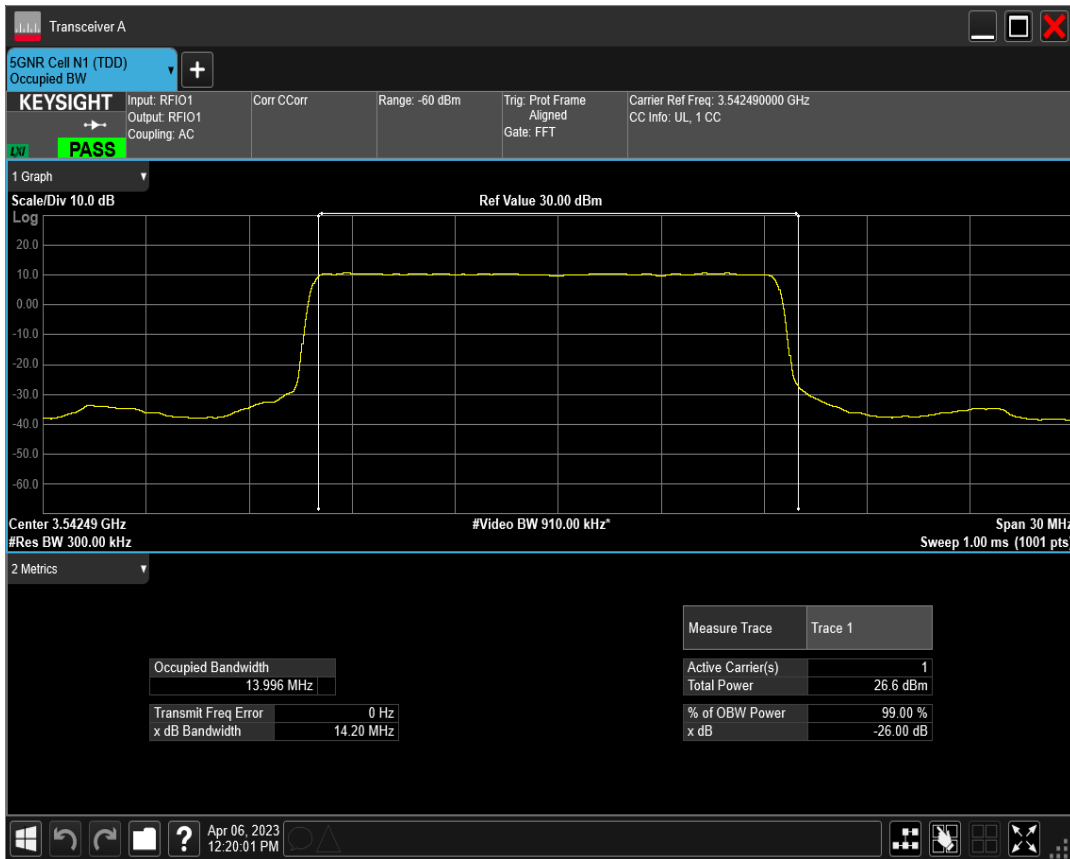 Transceiver A
5GNR Cell N1 (TDD)
Occupied BW
KEYSIGHT
LXI
PASS
Input: RFIO1
Output: RFIO1
Coupling: AC
Corr CCorr
Range: -60 dBm
Trig: Prot Frame
Aligned
Gate: FFT
Carrier Ref Freq: 3.542490000 GHz
CC Info: UL, 1 CC
1 Graph
Scale/Div 10.0 dB
Ref Value 30.00 dBm
Log
20.0
10.0
0.00
-10.0
-20.0
-30.0
-40.0
-50.0
-60.0
Center 3.54249 GHz
#Video BW 910.00 kHz*
Span 30 MHz
#Res BW 300.00 kHz
Sweep 1.00 ms (1001 pts)
2 Metrics
Measure Trace Trace 1
Occupied Bandwidth
13.996 MHz
Active Carrier(s) 1
Total Power 26.6 dBm
Transmit Freq Error 0 Hz
x dB Bandwidth 14.20 MHz
% of OBW Power 99.00 %
x dB -26.00 dB
Apr 06, 2023
12:20:01 PM